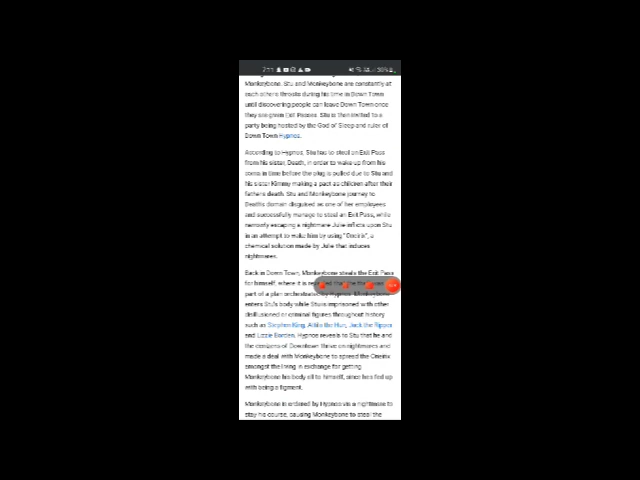 Monkeybone. Stu and Monkeybone are constantly at
each others throats during his time in Down Town
until discovering people can leave Down Town once
they are given Exit Passes. Stu is then invited to a
party being hosted by the God of Sleep and ruler of
Down Town Hypnos.
According to Hypnos, Stu has to steal an Exit Pass
from his sister, Death, in order to wake up from his
coma in time before the plug is pulled due to Stu and
his sister Kimmy making a pact as children after their
fathers death. Stu and Monkeybone journey to
Death's domain disguised as one of her employees
and successfully manage to steal an Exit Pass, while
narrowly escaping a nightmare Julie inflicts upon Stu
in an attempt to wake him by using
chemical solution made by Julie that induces
nightmares.
Back in Down Town, Monkeybone steals the Exit Pass
for himself, where it is
part of a plan orchestrated by Hypnos. Monkeybone
enters Stu's body while Stu is imprisoned with other
disillusioned or criminal figures throughout history
such as Stephen King, Attila the Hun, Jack the Ripper
and Lizzie Borden. Hypnos reveals to Stu that he and
the citizens of Downtown thrive on nightmares and
made a deal with Monkeybone to spread the
amongst the living in exchange for getting
Monkeybone his body all to himself, since he's fed up
with being a figment.
Monkeybone is ordered by Hypnos via a nightmare to
stay his course, causing Monkeybone to steal the